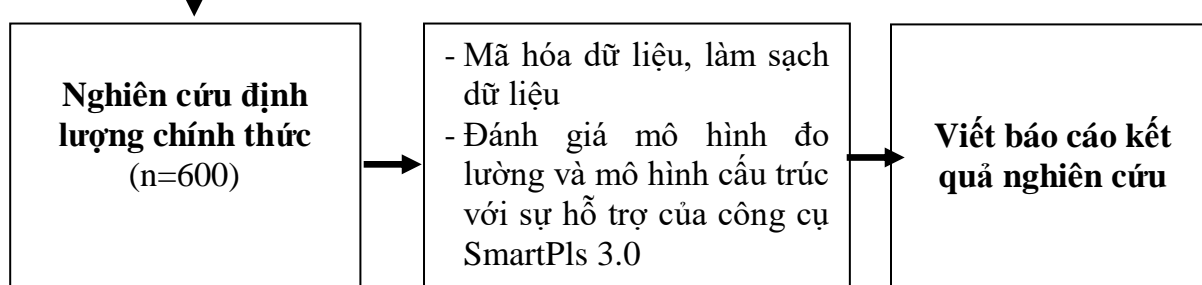 Nghiên cứu định
lượng chính thức
(n=600)
- Mã hóa dữ liệu, làm sạch
dữ liệu
- Đánh giá mô hình đo
lường và mô hình cấu trúc
với sự hỗ trợ của công cụ
SmartPls 3.0
Viết báo cáo kết
quả nghiên cứu